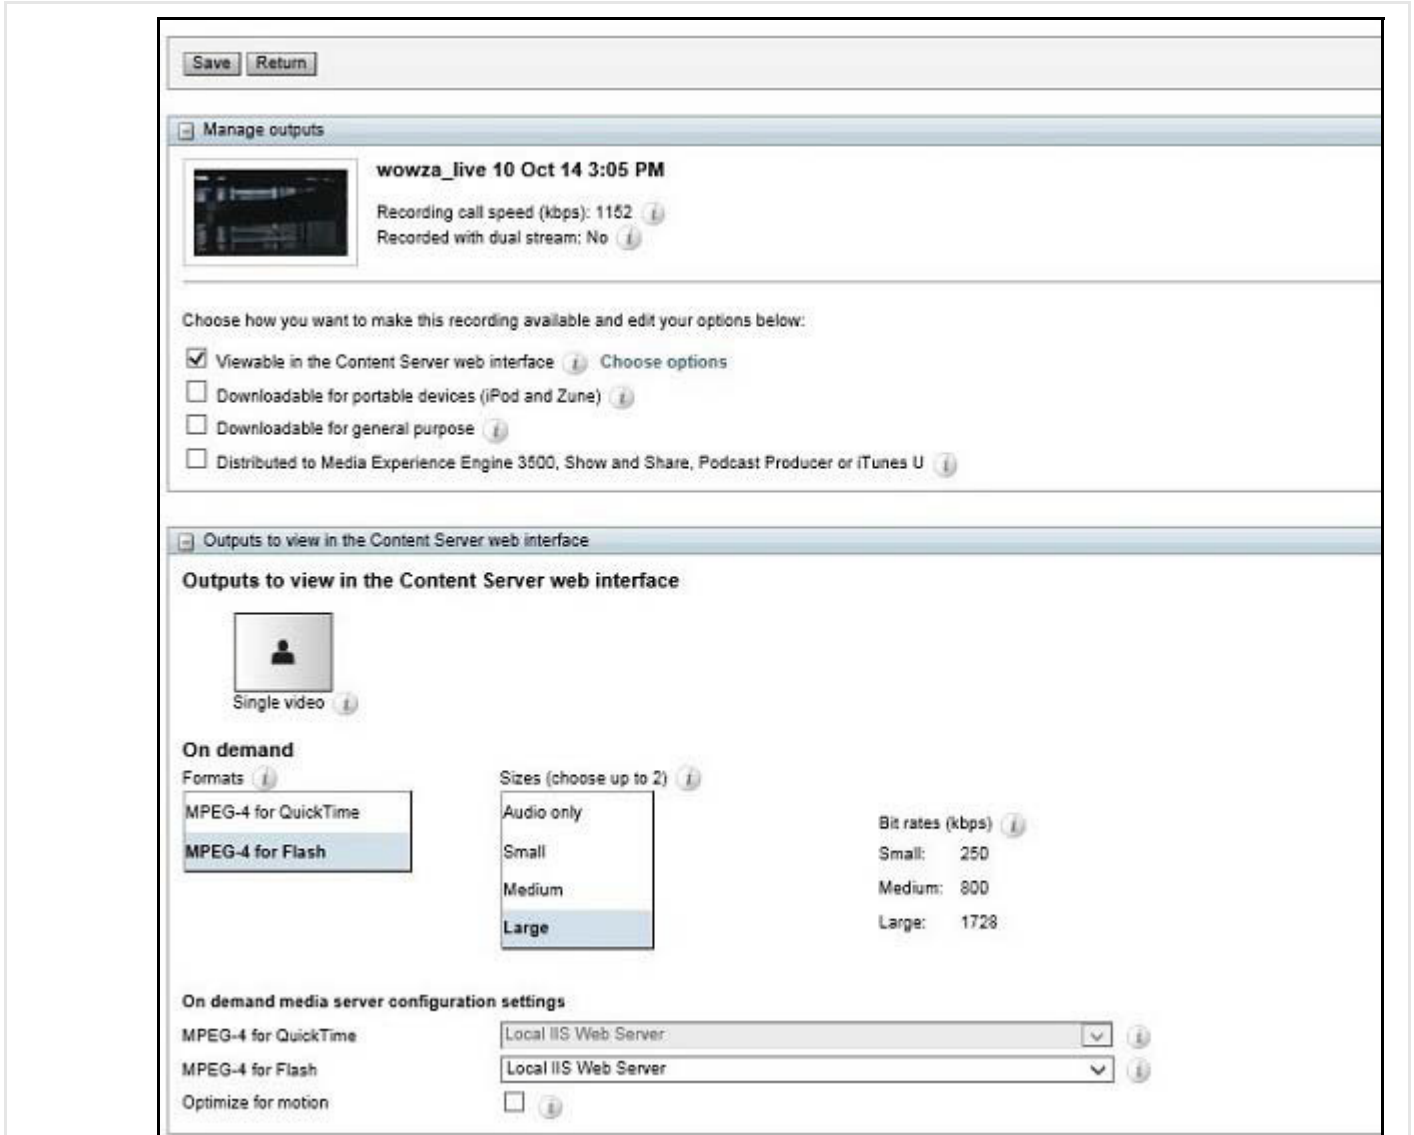 Save Return
Manage outputs
wowza_live 10 Oct 14 3:05 PM
Recording call speed (kbps): 1152
Recorded with dual stream: No
Choose how you want to make this recording available and edit your options below:
Viewable in the Content Server web interface Choose options
Downloadable for portable devices (iPod and Zune)
Downloadable for general purpose
Distributed to Media Experience Engine 3500, Show and Share, Podcast Producer or iTunes U
Outputs to view in the Content Server web interface
Outputs to view in the Content Server web interface
Single video
On demand
Formats
MPEG-4 for QuickTime
MPEG-4 for Flash
Sizes (choose up to 2)
Audio only
Small
Medium
Large
Bit rates (kbps)
Small: 250
Medium: 800
Large: 1728
On demand media server configuration settings
MPEG-4 for QuickTime Local IIS Web Server
MPEG-4 for Flash Local IIS Web Server
Optimize for motion